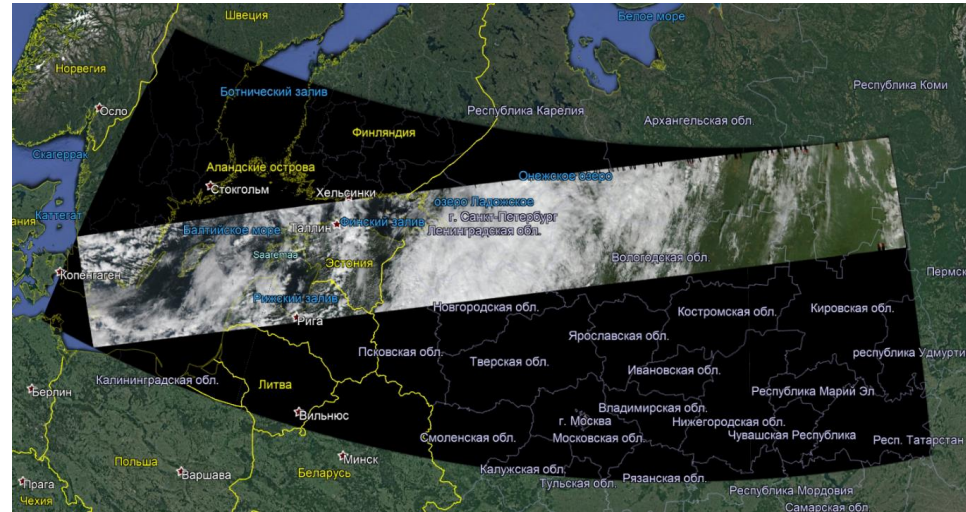 Швеция
Белое море
Норвегия
Республика Коми
Ботнический залив
Осло
Республика Карелия
Архангельская обл.
Финляндия
Скагеррак
Аландские острова
Онежское озеро
Стокгольм
Хельсинки
озеро Ладожское
ания
Каттегат
г. Санкт-Петербург
Балтийское море
Таллин
Финский залив
Ленинградская обл.
Saaremaa
Эстония
Вологодская обл.
Копенгаген
Пермск
Рижский залив
Новгородская обл.
Костромская обл.
Кировская обл.
Рига
Ярославская обл.
Псковская обл.
Тверская обл.
республика Удмурти
Ивановская обл.
Калининградская обл.
Литва
Берлин
Республика Марий Эл
Владимирская обл.
Вильнюс
г. Москва
Нижегородская обл.
Смоленская обл.
Московская обл.
Чувашская Республика
Респ. Татарстан
Минск
Польша
Варшава
Беларусь
Калужская обл.
Рязанская обл.
Прага
Тульская обл.
Республика Мордовия
Чехия
Самарская обл.